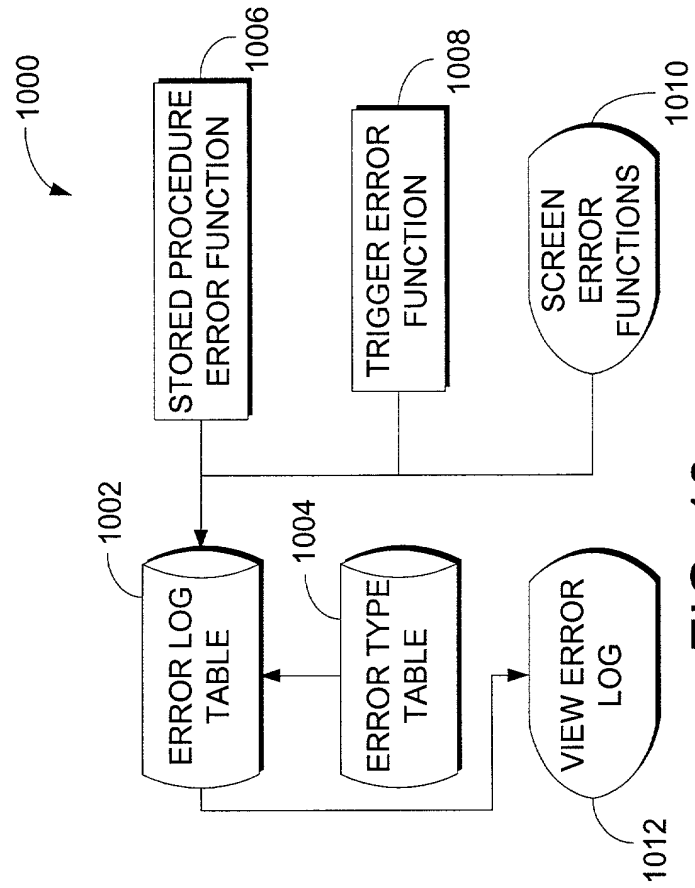 1000
1002
ERROR LOG
TABLE
STORED PROCEDURE
ERROR FUNCTION
1006
1004
ERROR TYPE
TABLE
TRIGGER ERROR
FUNCTION
1008
VIEW ERROR
LOG
1012
SCREEN
ERROR
FUNCTIONS
1010